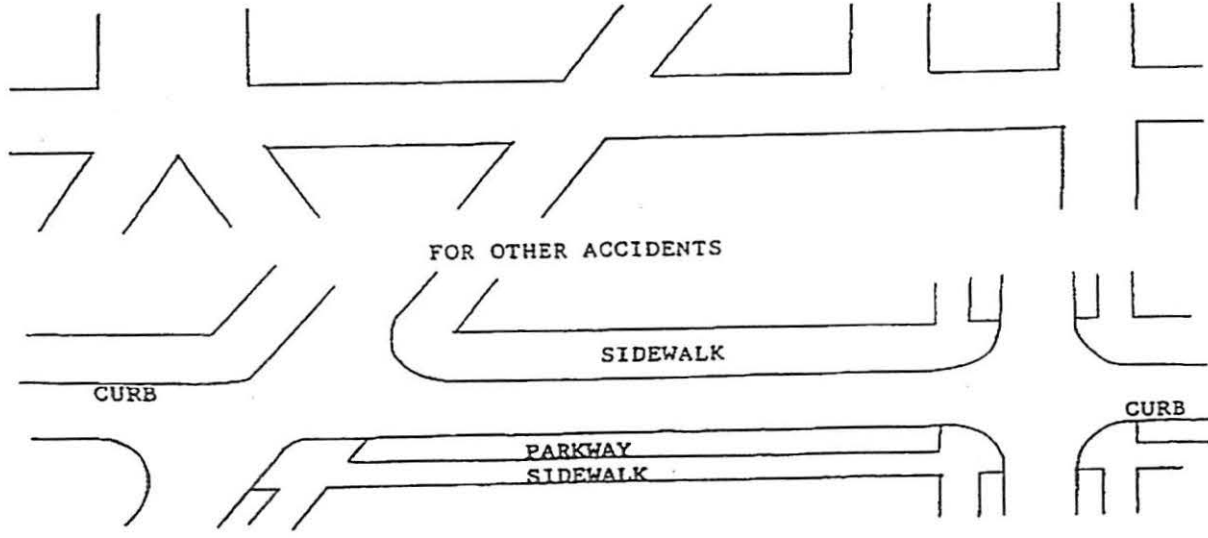 FOR OTHER ACCIDENTS
SIDEWALK
CURB
CURB
PARKWAY
SIDEWALK